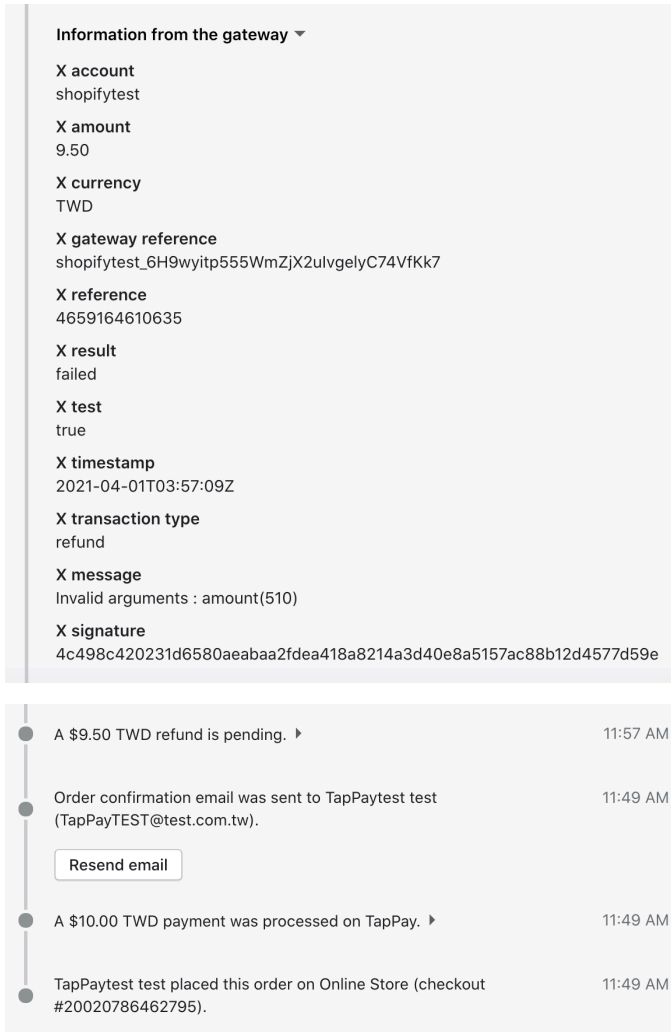 Information from the gateway
X account
shopifytest
X amount
9.50
X currency
TWD
X gateway reference
shopifytest_6H9wyitp555WmZjX2uIvgelyC74VfKk7
X reference
4659164610635
X result
failed
X test
true
X timestamp
2021-04-01T03:57:09Z
X transaction type
refund
X message
Invalid arguments : amount(510)
X signature
4c498c420231d6580aeabaa2fdea418a8214a3d40e8a5157ac88b12d4577d59e
A $9.50 TWD refund is pending. 11:57 AM
Order confirmation email was sent to TapPaytest test 11:49 AM
(TapPayTEST@test.com.tw).
Resend email
A $10.00 TWD payment was processed on TapPay. 11:49 AM
TapPaytest test placed this order on Online Store (checkout 11:49 AM
#20020786462795).